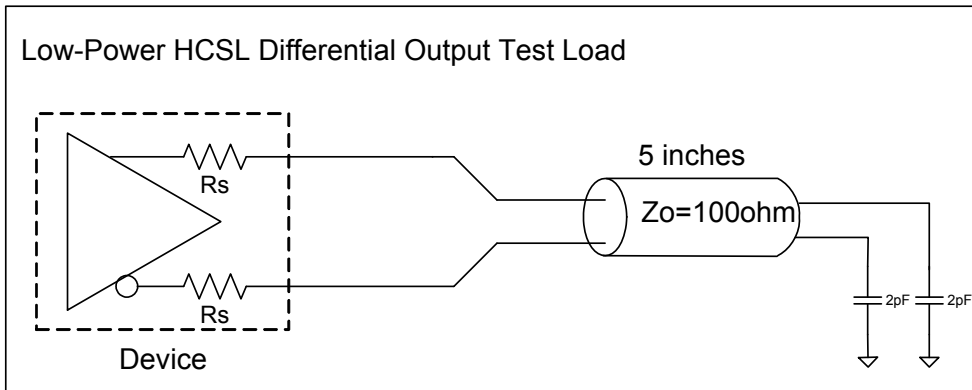 Low-Power HCSL Differential Output Test Load
5 inches
Rs
Zo=100ohm
Rs
2pF
2pF
Device